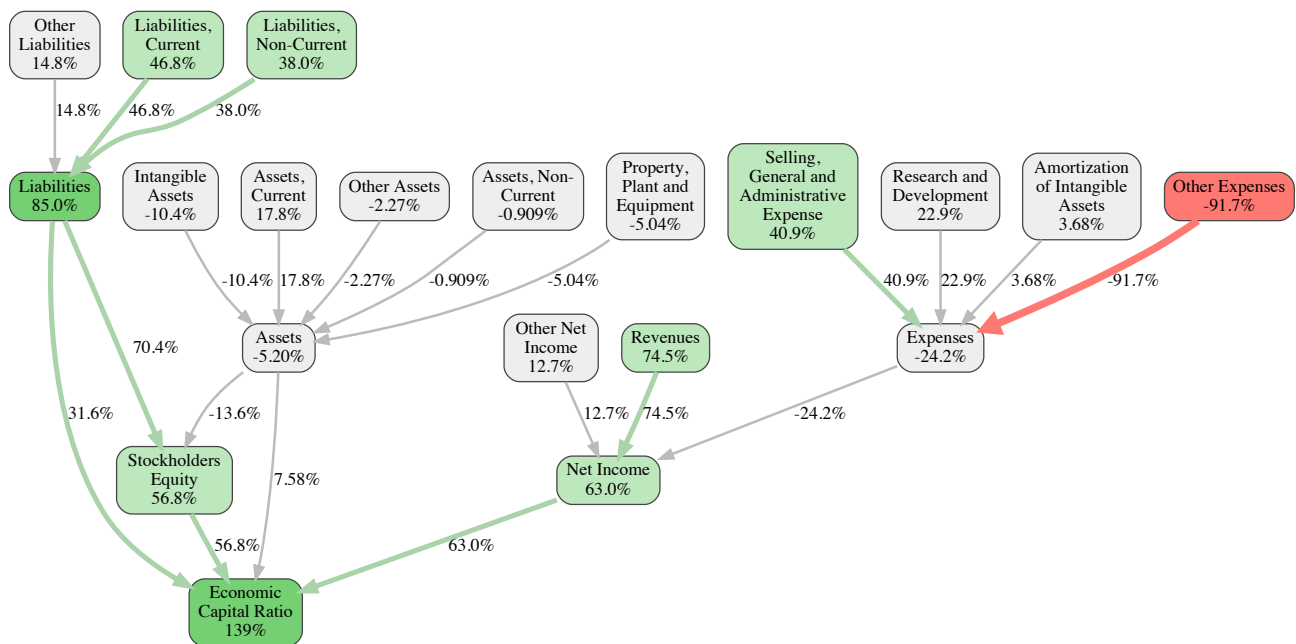 Other
Liabilities
14.8%
Liabilities,
Current
46.8%
Liabilities,
Non-Current
38.0%
14.8%
46.8%
38.0%
Liabilities
85.0%
Intangible
Assets
-10.4%
Assets,
Current
17.8%
Other Assets
-2.27%
Assets, Non-
Current
-0.909%
Property,
Plant and
Equipment
-5.04%
Selling,
General and
Administrative
Expense
40.9%
Research and
Development
22.9%
Amortization
of Intangible
Assets
3.68%
Other Expenses
-91.7%
-10.4%
17.8%
-2.27%
-0.909%
-5.04%
40.9%
22.9%
3.68%
-91.7%
70.4%
Assets
-5.20%
Other Net
Income
12.7%
Revenues
74.5%
Expenses
-24.2%
31.6%
-13.6%
12.7%
74.5%
-24.2%
Stockholders
Equity
56.8%
7.58%
Net Income
63.0%
56.8%
63.0%
Economic
Capital Ratio
139%